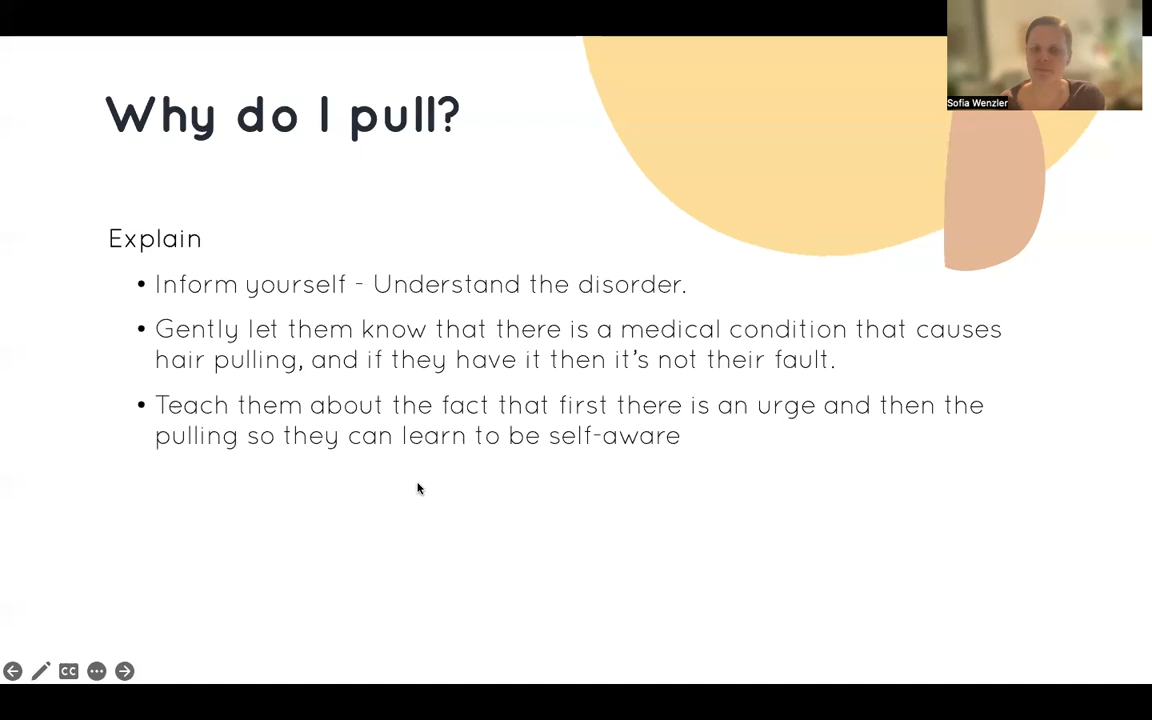 Sofia Wenzler
Why do I pull?
Explain
• Inform yourself - Understand the disorder.
• Gently let them know that there is a medical condition that causes
hair pulling, and if they have it then it's not their fault.
• Teach them about the fact that first there is an urge and then the
pulling so they can learn to be self-aware
CC